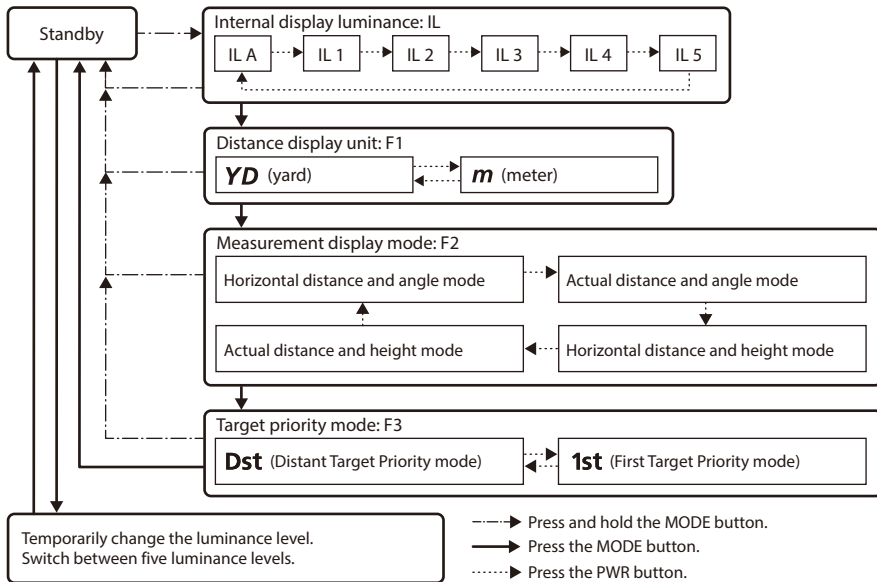 Standby
Internal display luminance: IL
IL A
IL 1
IL 2
IL 3
IL 4
IL 5
Distance display unit: F1
YD (yard)
m (meter)
Measurement display mode: F2
Horizontal distance and angle mode
Actual distance and angle mode
Actual distance and height mode
Horizontal distance and height mode
Target priority mode: F3
Dst (Distant Target Priority mode)
1st (First Target Priority mode)
Temporarily change the luminance level.
Switch between five luminance levels.
Press and hold the MODE button.
Press the MODE button.
Press the PWR button.